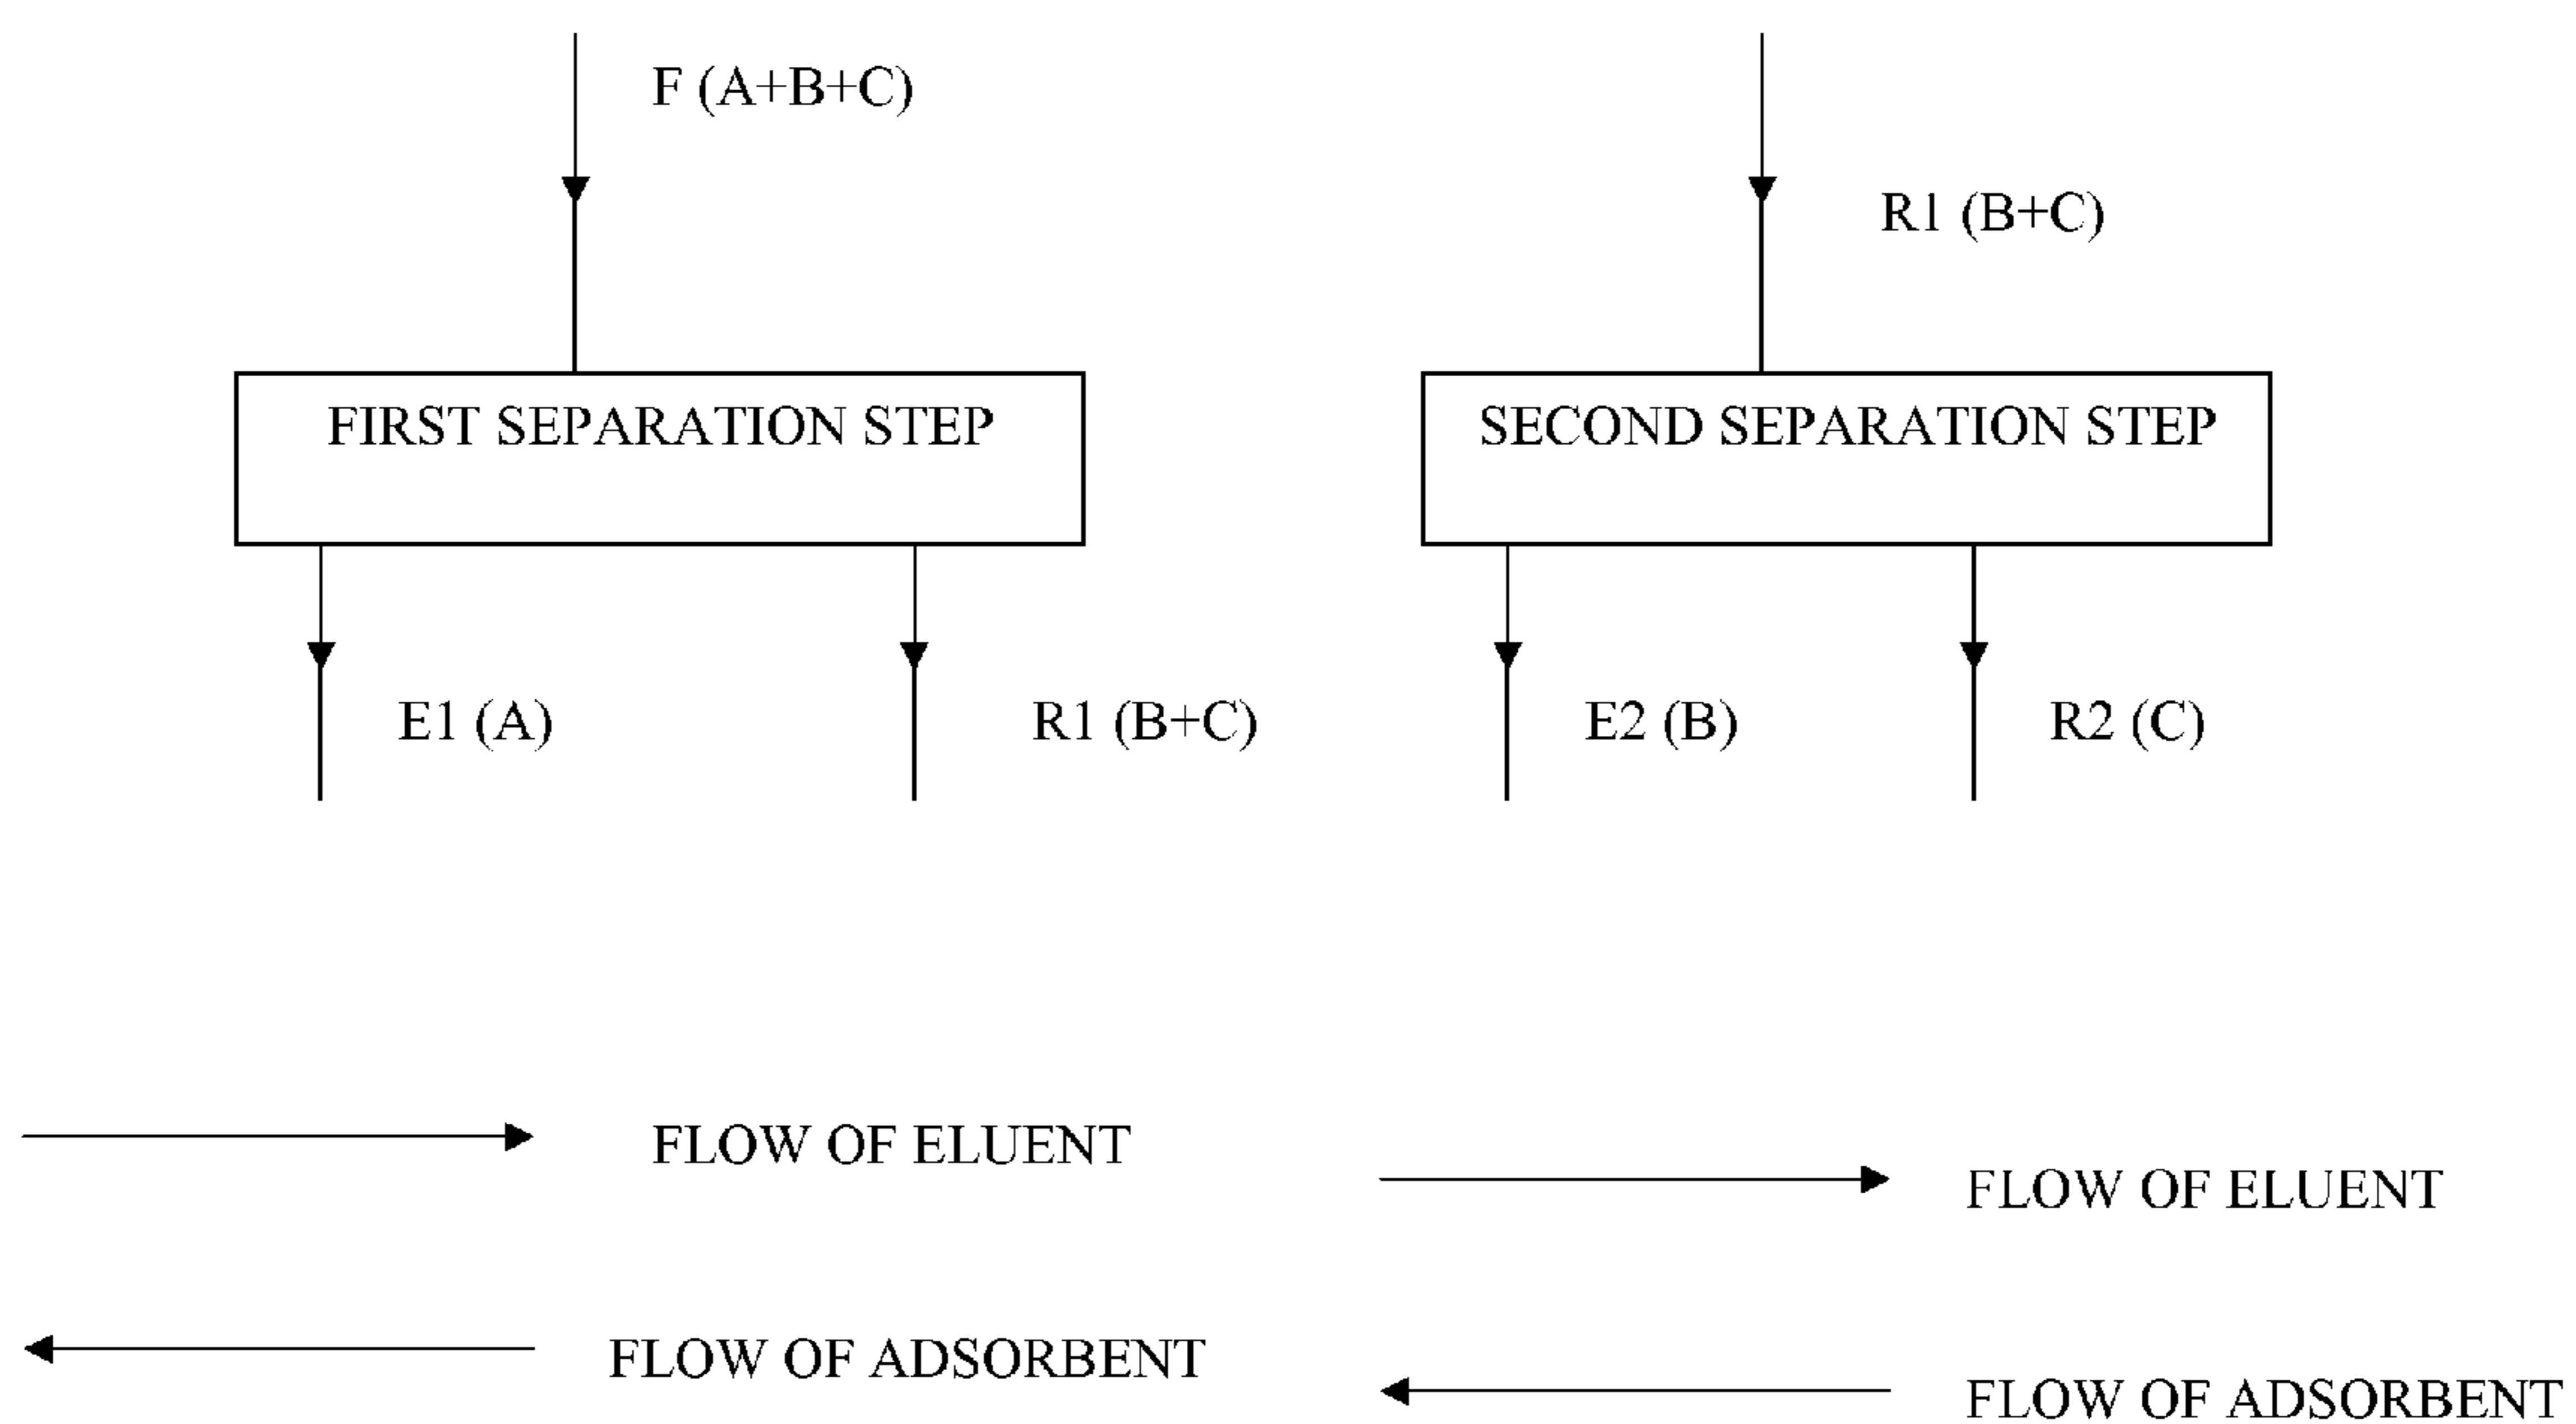 F (A+B+C)
R1 (B+C)
FIRST SEPARATION STEP
SECOND SEPARATION STEP
E1 (A)
R1 (B+C)
E2 (B)
R2 (C)
FLOW OF ELUENT
FLOW OF ELUENT
FLOW OF ADSORBENT
FLOW OF ADSORBENT